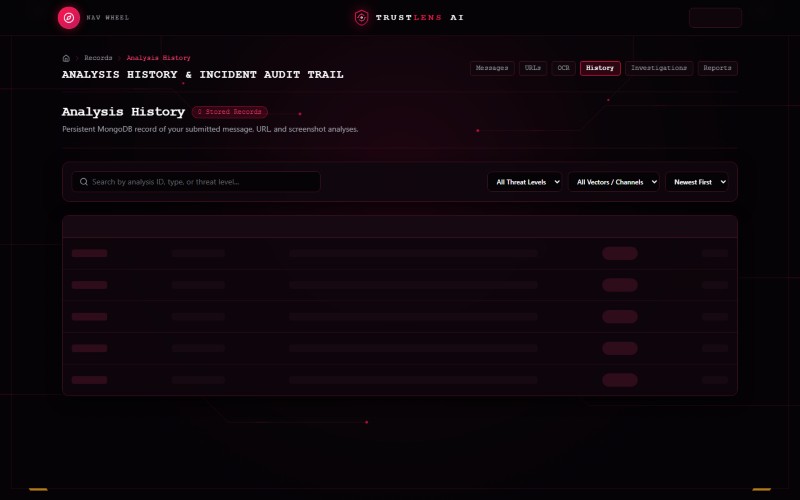 NAV WHEEL
TRUSTLENS AI
Records
Analysis History
ANALYSIS HISTORY & INCIDENT AUDIT TRAIL
Messages
URLs
OCR
History
Investigations
Reports
Analysis History
Stored Records
Persistent MongoDB record of your submitted message, URL, and screenshot analyses.
Search by analysis ID, type, or threat level...
All Threat Levels
All Vectors / Channels
Newest First